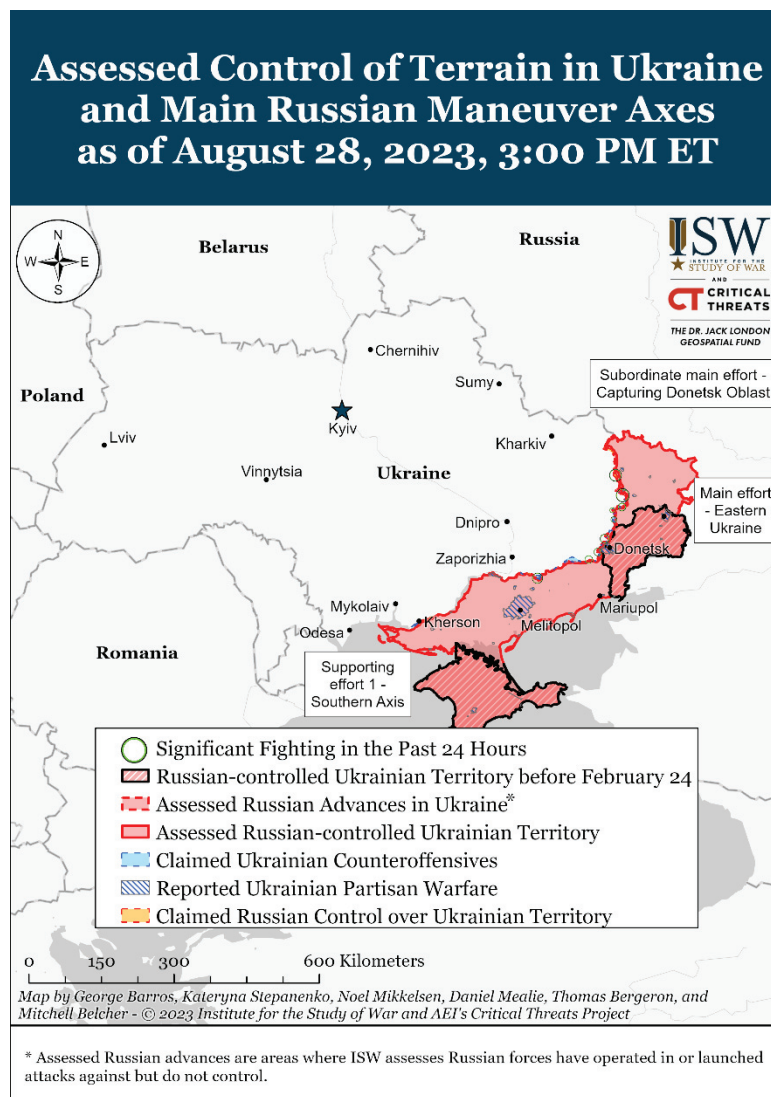 Assessed Control of Terrain in Ukraine
and Main Russian Maneuver Axes
as of August 28, 2023, 3:00 PM ET
N
W
E
S
Belarus
Russia
ISW
INSTITUTE FOR THE
STUDY OF WAR
AND
CT CRITICAL
THREATS
THE DR. JACK LONDON
GEOSPATIAL FUND
Chernihiv
Subordinate main effort -
Capturing Donetsk Oblast
Sumy
Poland
Kyiv
Kharkiv
Lviv
Ukraine
Vinnytsia
Main effort
- Eastern
Ukraine
Dnipro
Donetsk
Zaporizhia
Mykolaiv
Mariupol
Kherson
Melitopol
Odesa
Romania
Supporting
effort 1 -
Southern Axis
Significant Fighting in the Past 24 Hours
Russian-controlled Ukrainian Territory before February 24
Assessed Russian Advances in Ukraine*
Assessed Russian-controlled Ukrainian Territory
Claimed Ukrainian Counteroffensives
Reported Ukrainian Partisan Warfare
Claimed Russian Control over Ukrainian Territory
0 150 300 600 Kilometers
Map by George Barros, Kateryna Stepanenko, Noel Mikkelsen, Daniel Mealie, Thomas Bergeron, and
Mitchell Belcher - © 2023 Institute for the Study of War and AEI's Critical Threats Project
* Assessed Russian advances are areas where ISW assesses Russian forces have operated in or launched
attacks against but do not control.